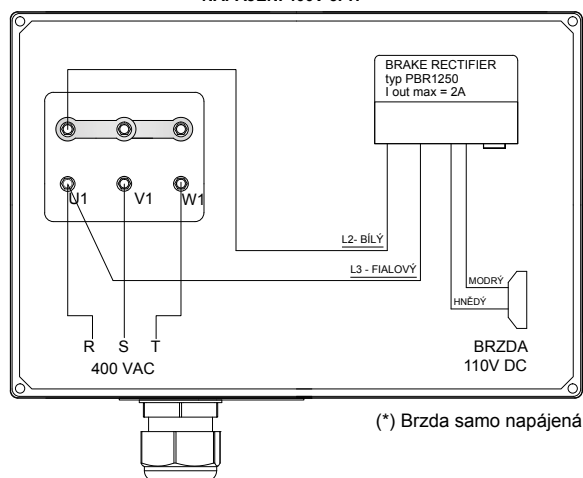 BRAKE RECTIFIER
typ PBR1250
I out max = 2A
U1 V1 W1
L2- BÍLÝ
L3 - FIALOVÝ
MODRÝ
HNĚDÝ
R S T
400 VAC
BRZDA
110V DC
(*) Brzda samo napájená